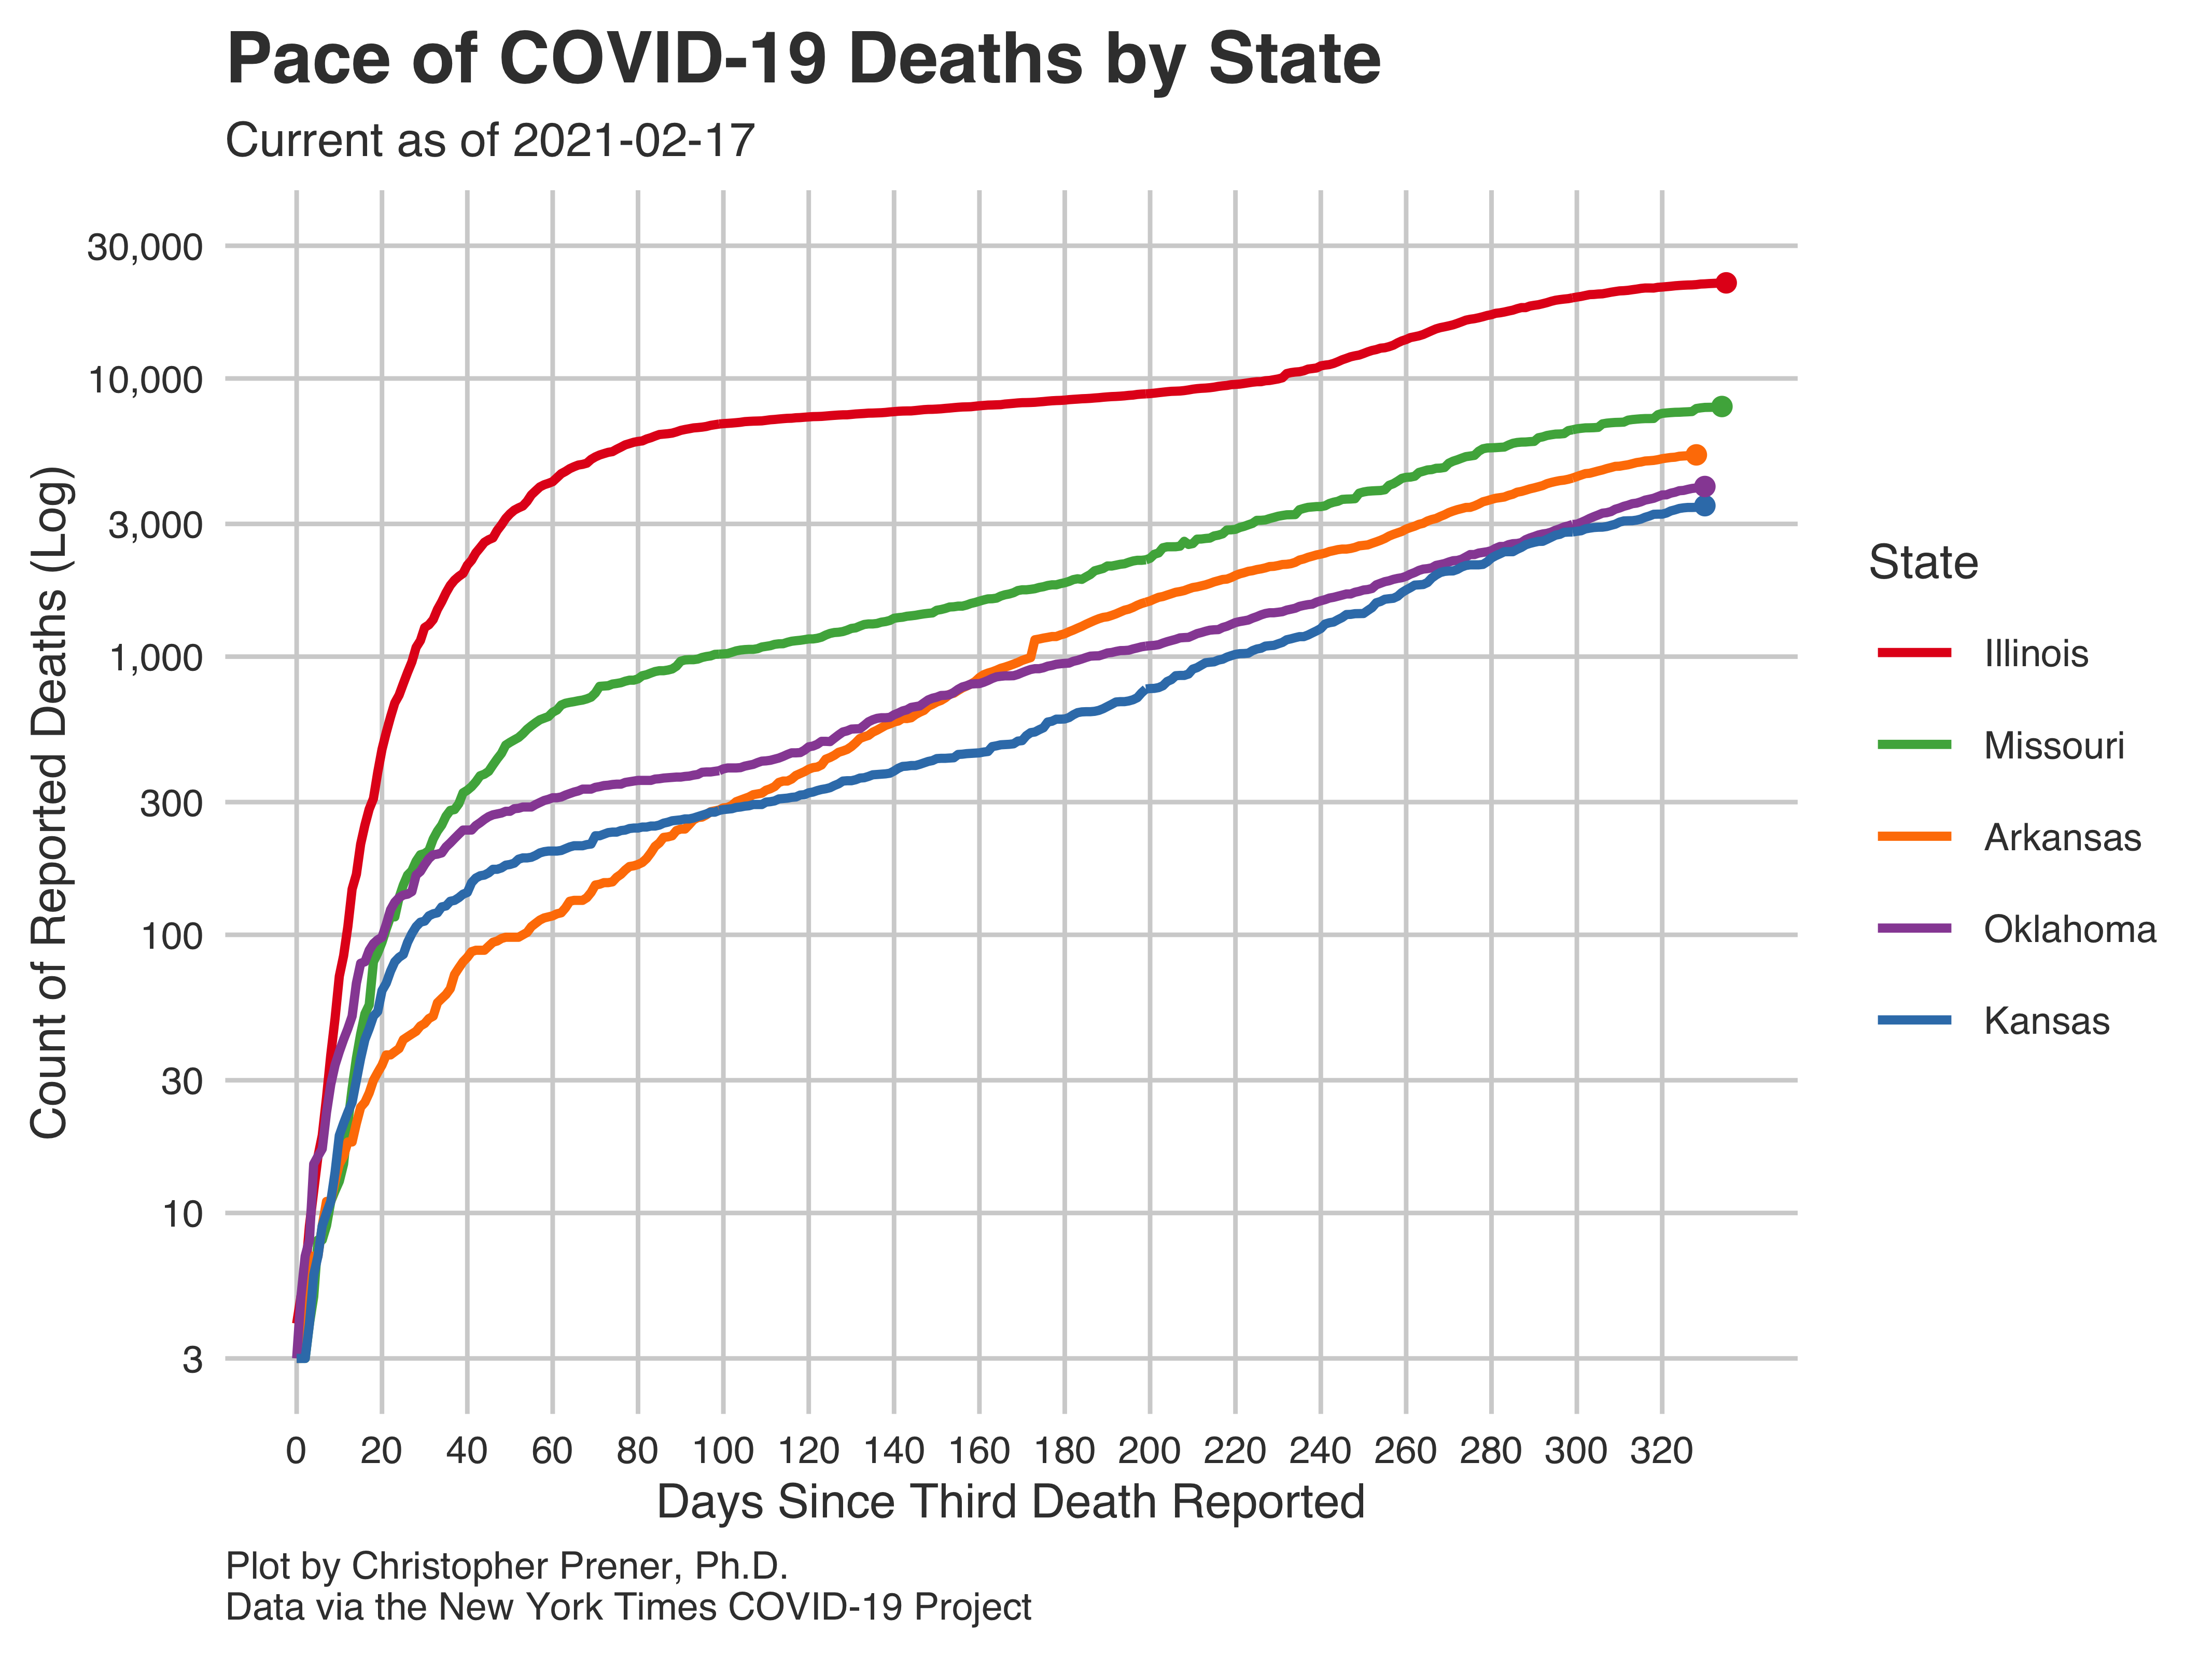 Pace of COVID-19 Deaths by State
Current as of 2021-02-17
Count of Reported Deaths (Log)
30,000
10,000
3,000
1,000
300
100
30
10
3
0 20 40 60 80 100 120 140 160 180 200 220 240 260 280 300 320
Days Since Third Death Reported
State
Illinois
Missouri
Arkansas
Oklahoma
Kansas
Plot by Christopher Prener, Ph.D.
Data via the New York Times COVID-19 Project